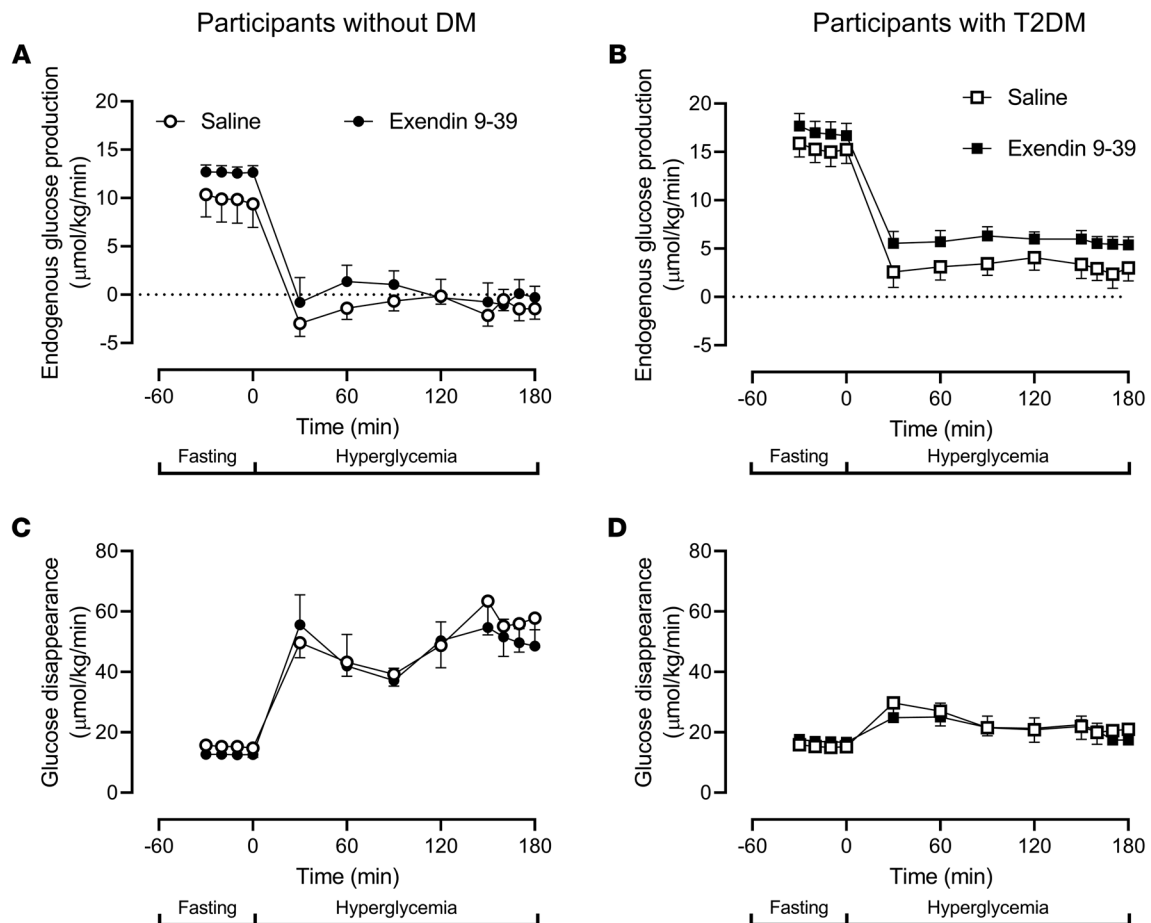 Participants without DM
Participants with T2DM
A
Endogenous glucose production
(μmol/kg/min)
20
15
10
5
0
-5
Saline
Exendin 9-39
-60
0
60
120
180
Time (min)
Fasting
Hyperglycemia
B
Endogenous glucose production
(μmol/kg/min)
20
15
10
5
0
-5
Saline
Exendin 9-39
-60
0
60
120
180
Time (min)
Fasting
Hyperglycemia
C
Glucose disappearance
(μmol/kg/min)
80
60
40
20
0
-60
0
60
120
180
Time (min)
Fasting
Hyperglycemia
D
Glucose disappearance
(μmol/kg/min)
80
60
40
20
0
-60
0
60
120
180
Time (min)
Fasting
Hyperglycemia